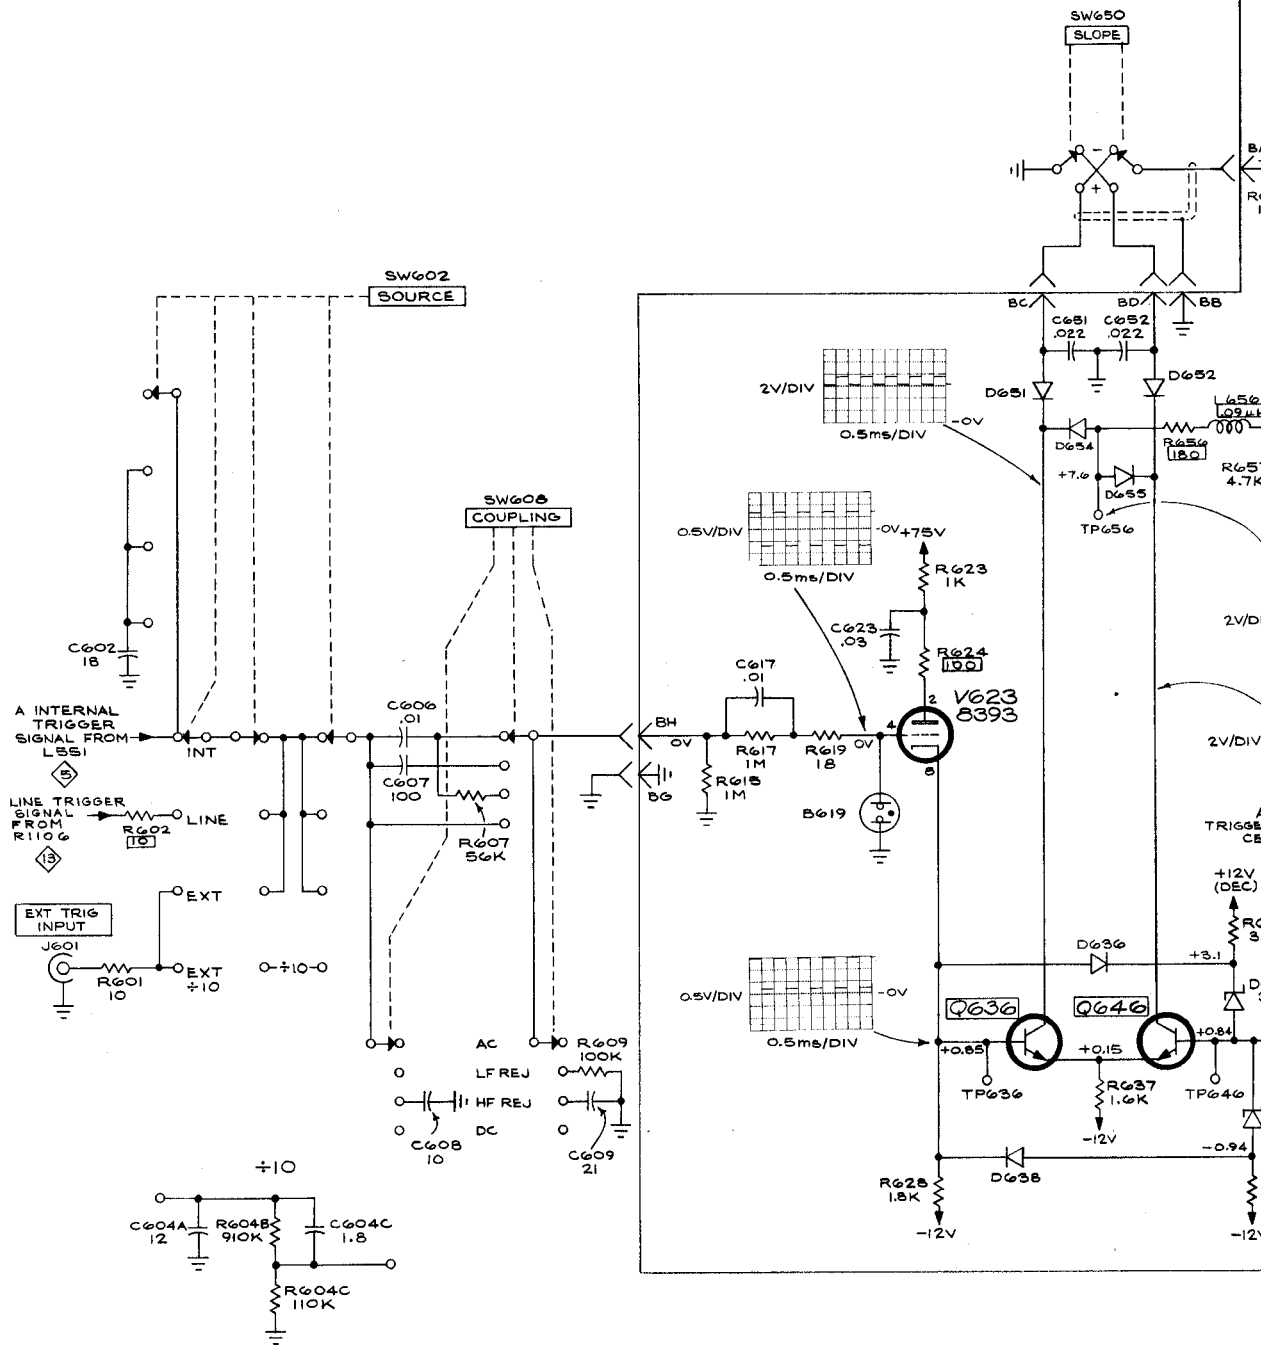 SW650
SLOPE
-
+
BC
BD
BB
SW602
SOURCE
C651
.022
C652
.022
2V/DIV
-0V
0.5ms/DIV
D651
D652
L656
.09
D654
R656
180
+7.6
D655
TP656
R657
4.7K
SW608
COUPLING
0.5V/DIV
-0V
0.5ms/DIV
+75V
R623
1K
C623
.03
R624
100
C602
18
C617
.01
V623
8393
2
4
8
A INTERNAL
TRIGGER
SIGNAL FROM
L551
5
INT
C606
.01
C607
100
BH
0V
R617
1M
R619
18
0V
R615
1M
BG
B619
LINE TRIGGER
SIGNAL
FROM
R1106
13
R602
10
LINE
R607
56K
EXT TRIG
INPUT
J601
R601
10
EXT
EXT
÷10
÷10
2V/DIV
+12V
(DEC)
D636
+3.1
0.5V/DIV
-0V
0.5ms/DIV
Q636
Q646
+0.85
+0.15
+0.84
TP636
R637
1.6K
-12V
TP646
AC
LF REJ
HF REJ
DC
R609
100K
C608
10
C609
21
D638
-0.94
R628
1.8K
-12V
-12V
÷10
C604A
12
R604B
910K
C604C
1.8
R604C
110K